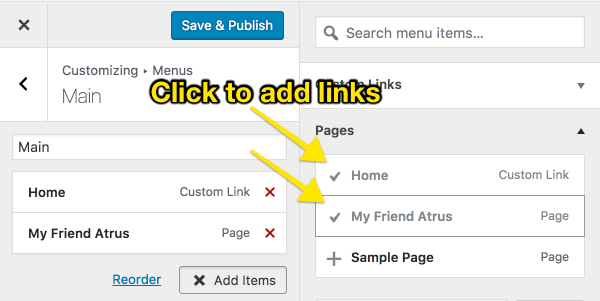 Save & Publish
Customizing ▸ Menus
Main
Main
Home Custom Link
My Friend Atrus Page
Reorder
Add Items
Click to add links
Search menu items...
Custom Links
Pages
Home Custom Link
My Friend Atrus Page
Sample Page Page